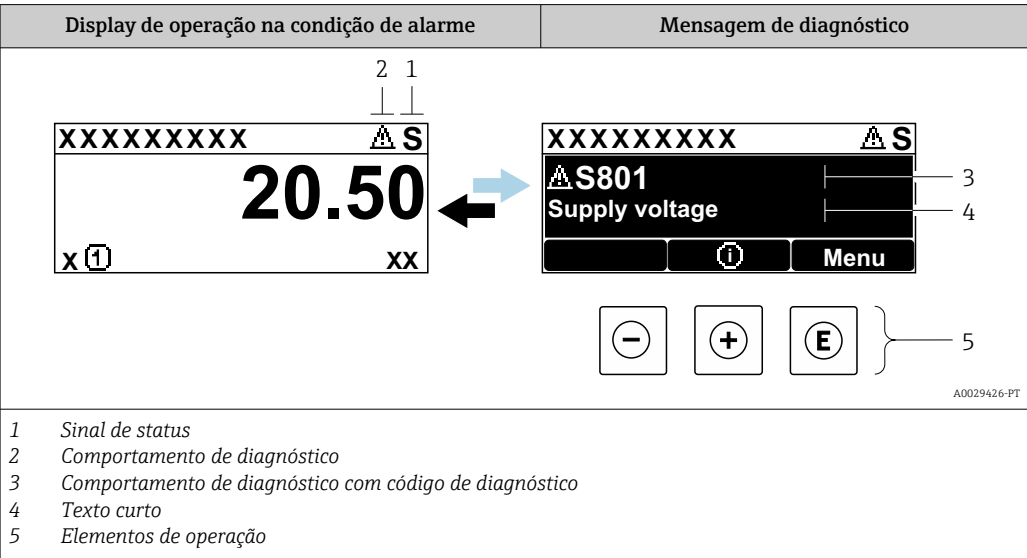 Display de operação na condição de alarme
Mensagem de diagnóstico
2 1
XXXXXXXXX S
20.50
x 1 XX
XXXXXXXXX S
S801
Supply voltage
i Menu
3
4
- + E
5
A0029426-PT
1 Sinal de status
2 Comportamento de diagnóstico
3 Comportamento de diagnóstico com código de diagnóstico
4 Texto curto
5 Elementos de operação